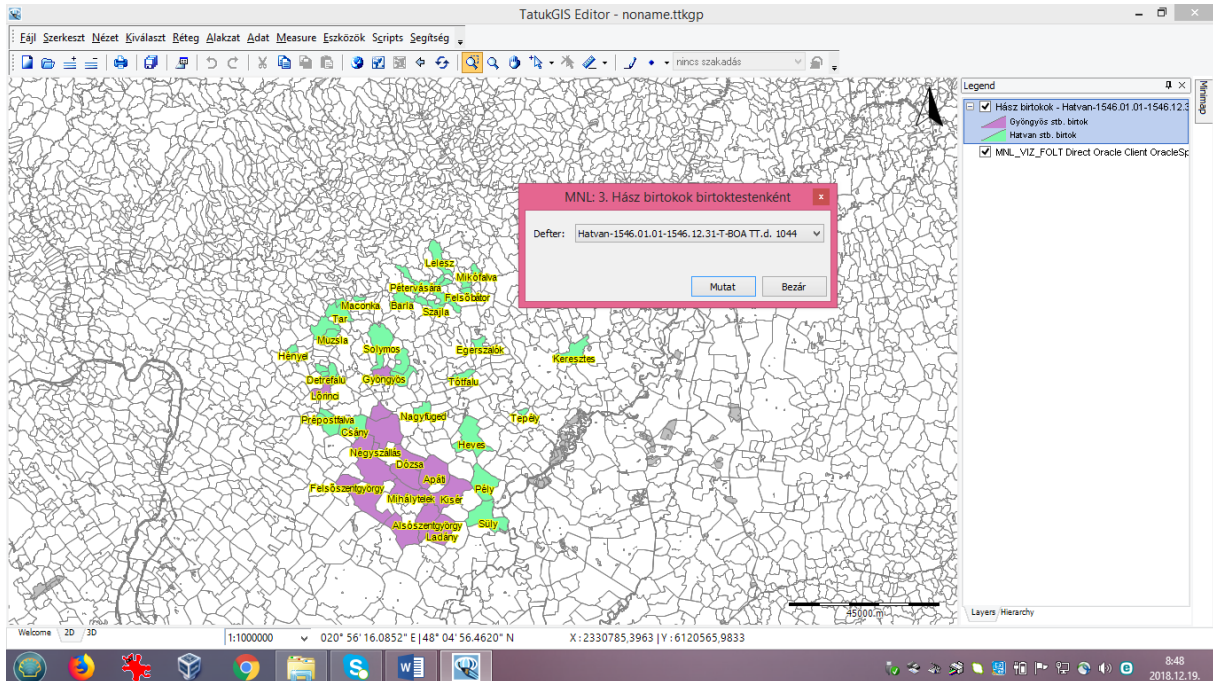 TatukGIS Editor - noname.ttkgp
Fájl Szerkeszt Nézet Kiválaszt Réteg Alakzat Adat Measure Eszközök Scripts Segítség
nincs szakadás
Legend
Minimap
Hász birtokok - Hatvan-1546.01.01-1546.12.3
Gyöngyös stb. birtok
Hatvan stb. birtok
MNL_VIZ_FOLT Direct Oracle Client OracleSp
MNL: 3. Hász birtokok birtoktestenként
Defter: Hatvan-1546.01.01-1546.12.31-T-BOA TT.d. 1044
Mutat Bezár
Lelesz
Mikófalva
Pétervására
Felsőbátor
Maconka Barla
Szajla
Tar
Muzsla
Solymos
Egerszálók
Hényel
Keresztes
Detrefalu Gyöngyös
Tótfalu
Lőrinci
Nagyfüged
Prépostfalva
Tepély
Csány
Heves
Négyszállás
Dózsa
Apáti
Felsőszentgyörgy
Pély
Mihálytelek Kisér
Alsószentgyörgy
Süly
Ladány
45000 m
Layers Hierarchy
Welcome 2D 3D
1:1000000
020° 56' 16.0852" E | 48° 04' 56.4620" N
X : 2330785,3963 | Y : 6120565,9833
8:48
2018.12.19.